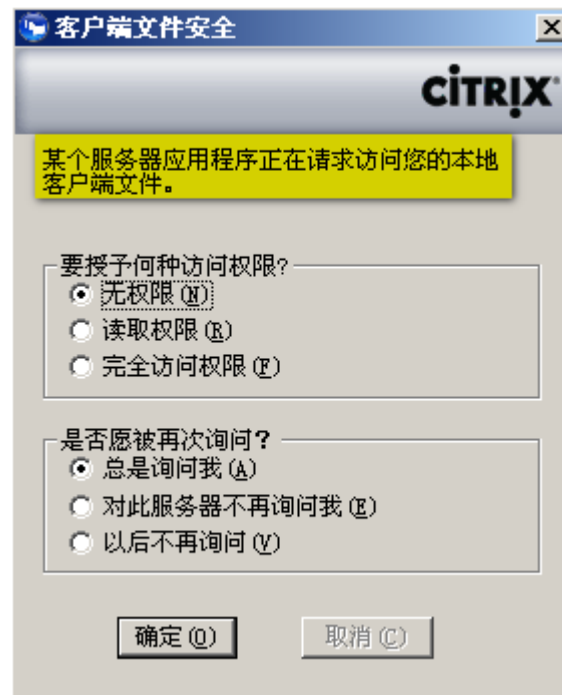 客户端文件安全
CiTRIX
某个服务器应用程序正在请求访问您的本地
客户端文件。
要授予何种访问权限?
无权限(N)
读取权限(R)
完全访问权限(F)
是否愿被再次询问?
总是询问我(A)
对此服务器不再询问我(E)
以后不再询问(V)
确定(O) 取消(C)